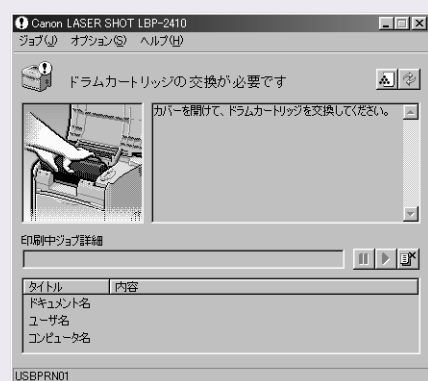 Canon LASER SHOT LBP-2410
ジョブ(J) オプション(S) ヘルプ(H)
ドラムカートリッジの交換が必要です
カバーを開けて、ドラムカートリッジを交換してください。
印刷中ジョブ詳細
タイトル 内容
ドキュメント名
ユーザ名
コンピュータ名
USBPRN01